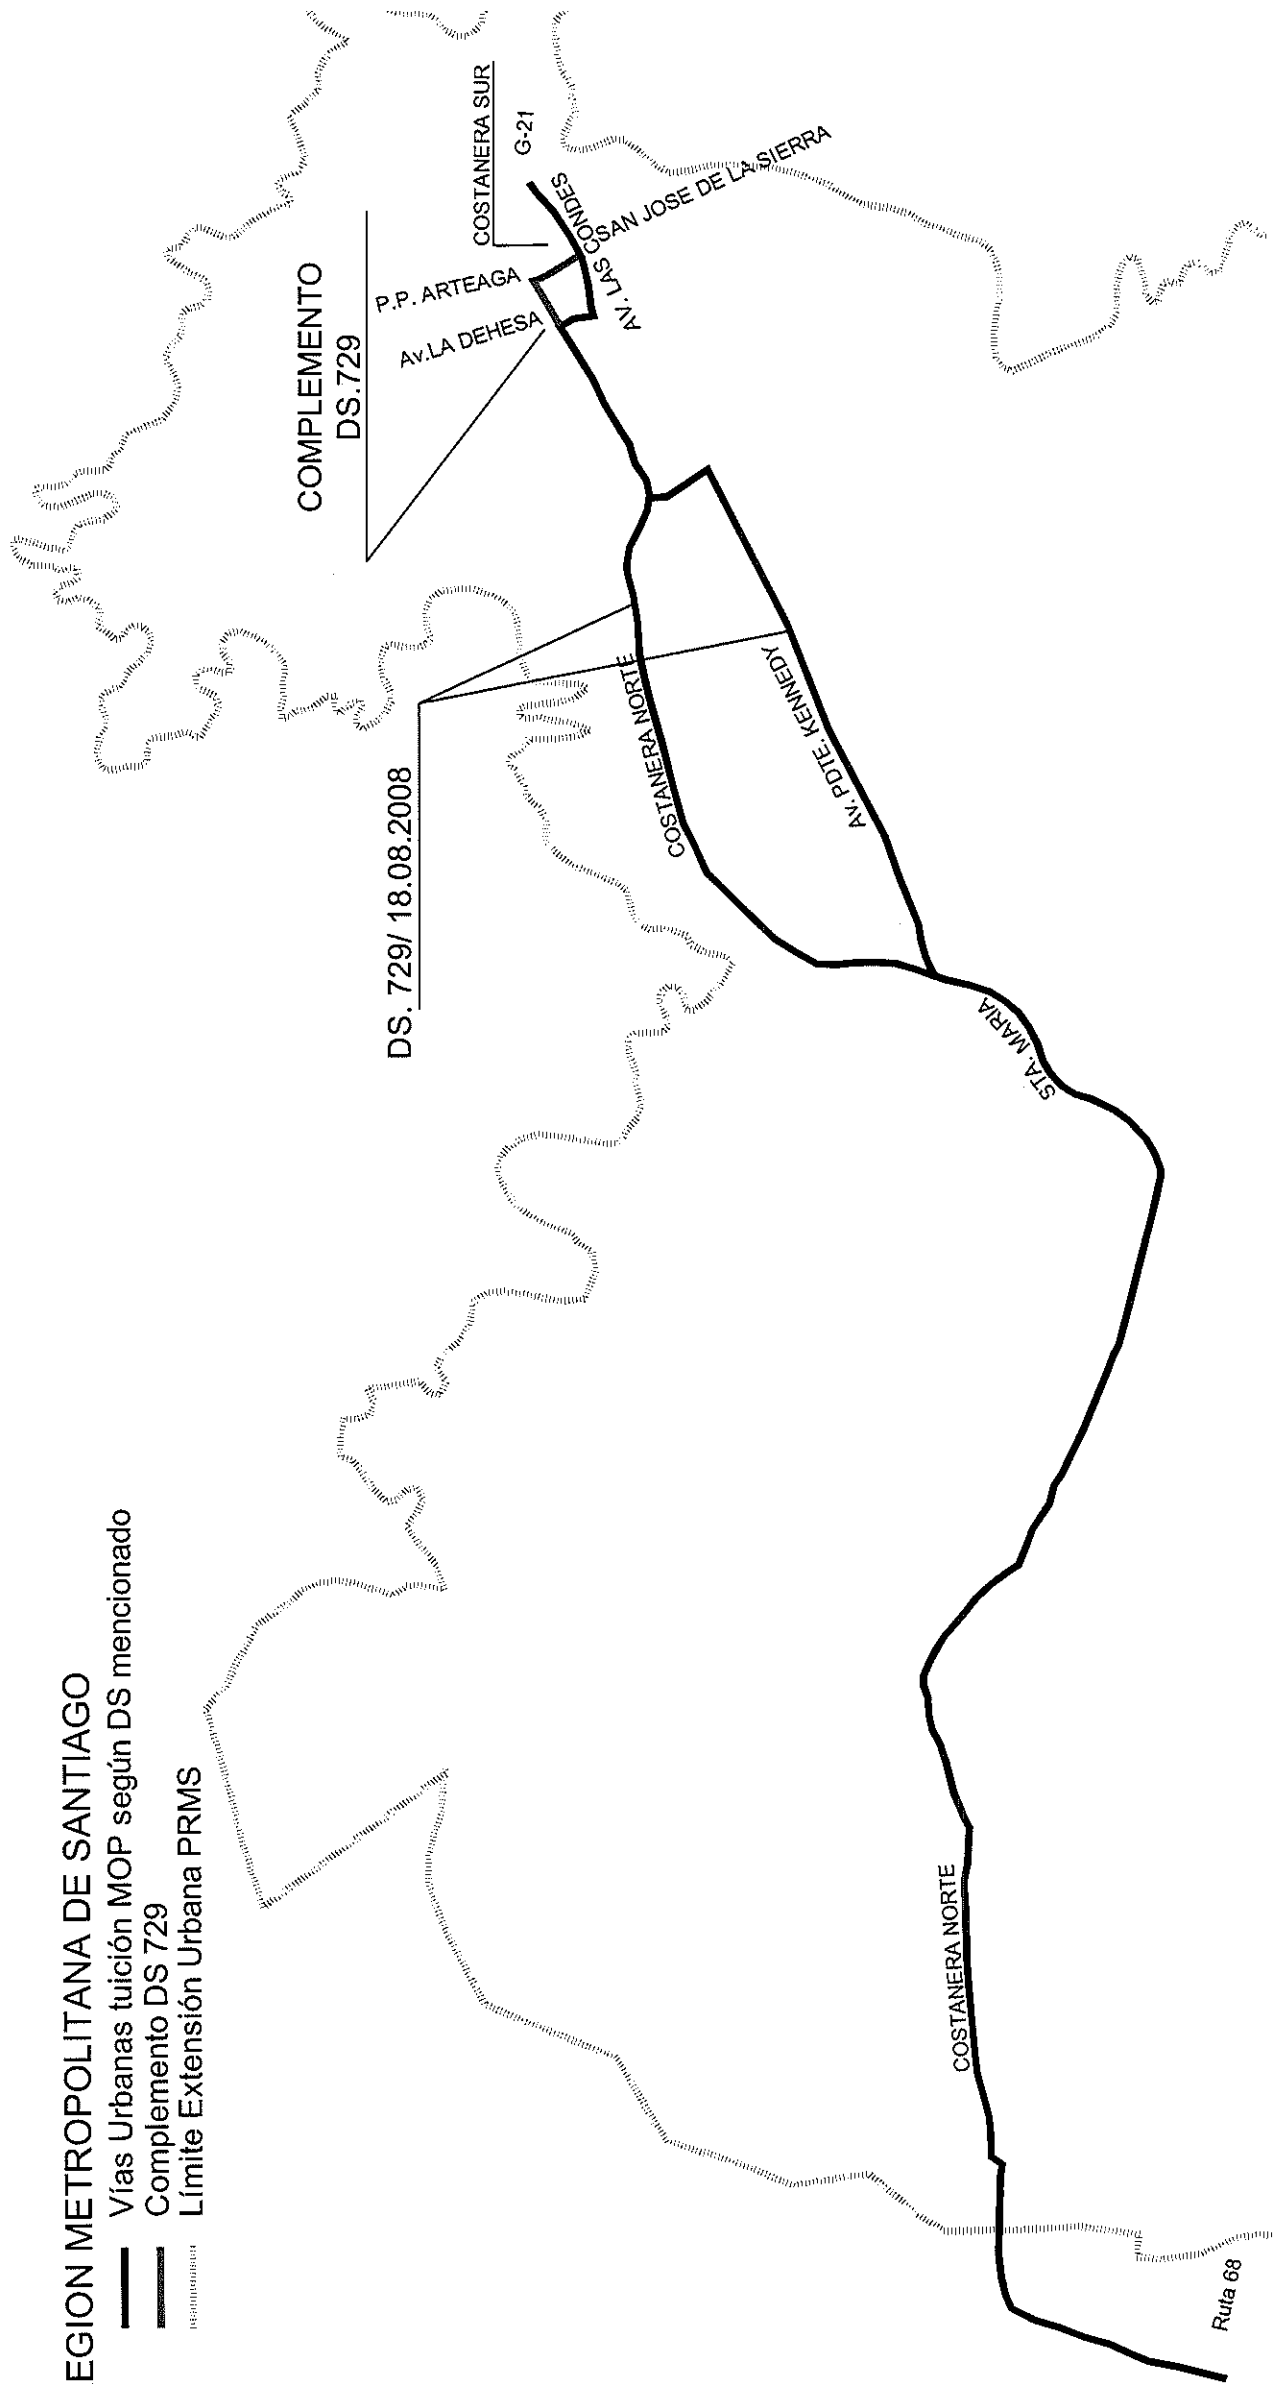 EGION METROPOLITANA DE SANTIAGO
Vías Urbanas tuición MOP según DS mencionado
Complemento DS 729
Límite Extensión Urbana PRMS
DS. 729/ 18.08.2008
COMPLEMENTO
DS.729
COSTANERA SUR
G-21
P.P. ARTEAGA
Av.LA DEHESA
AV. LAS CONDES
SAN JOSE DE LA SIERRA
COSTANERA NORTE
AV. PDTE. KENNEDY
STA. MARIA
COSTANERA NORTE
Ruta 68